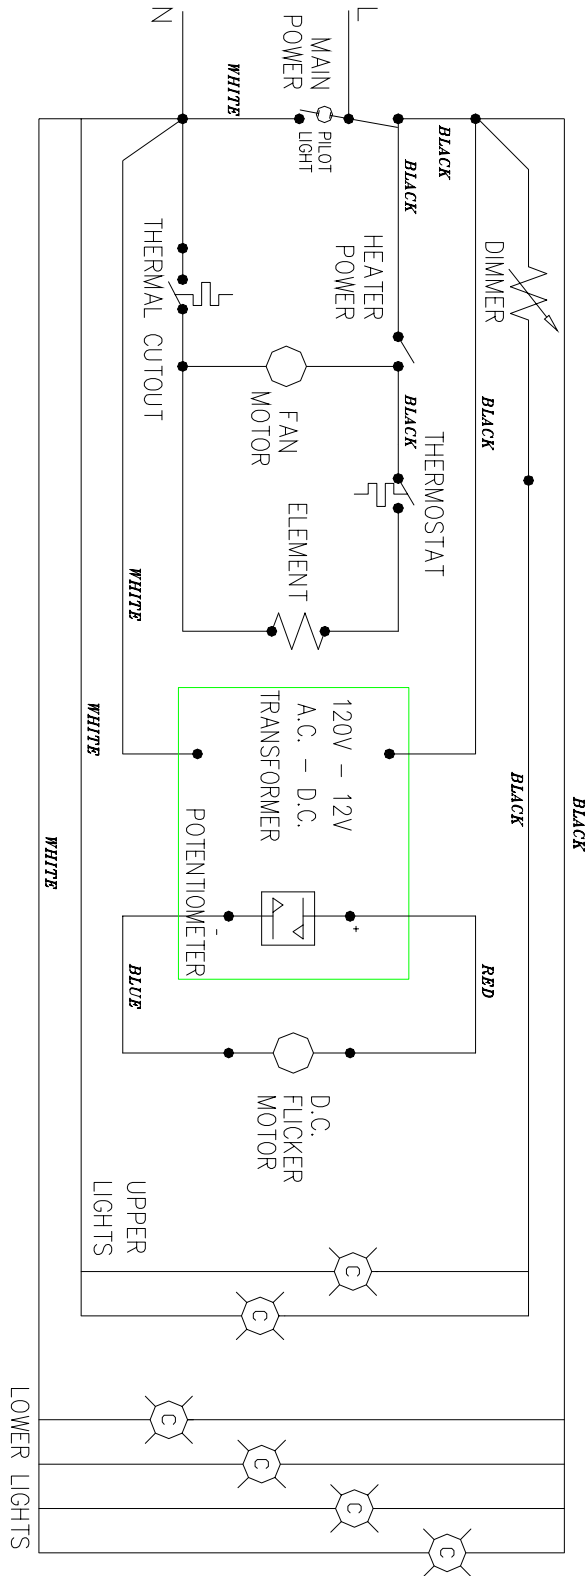 N
L
MAIN
POWER
PILOT
LIGHT
WHITE
BLACK
BLACK
DIMMER
HEATER
POWER
THERMAL CUTOUT
FAN
MOTOR
BLACK
BLACK
THERMOSTAT
ELEMENT
WHITE
120V - 12V
A.C. - D.C.
TRANSFORMER
WHITE
BLACK
BLACK
WHITE
POTENTIOMETER
-
+
BLUE
RED
D.C.
FLICKER
MOTOR
UPPER
LIGHTS
C
C
LOWER LIGHTS
C
C
C
C